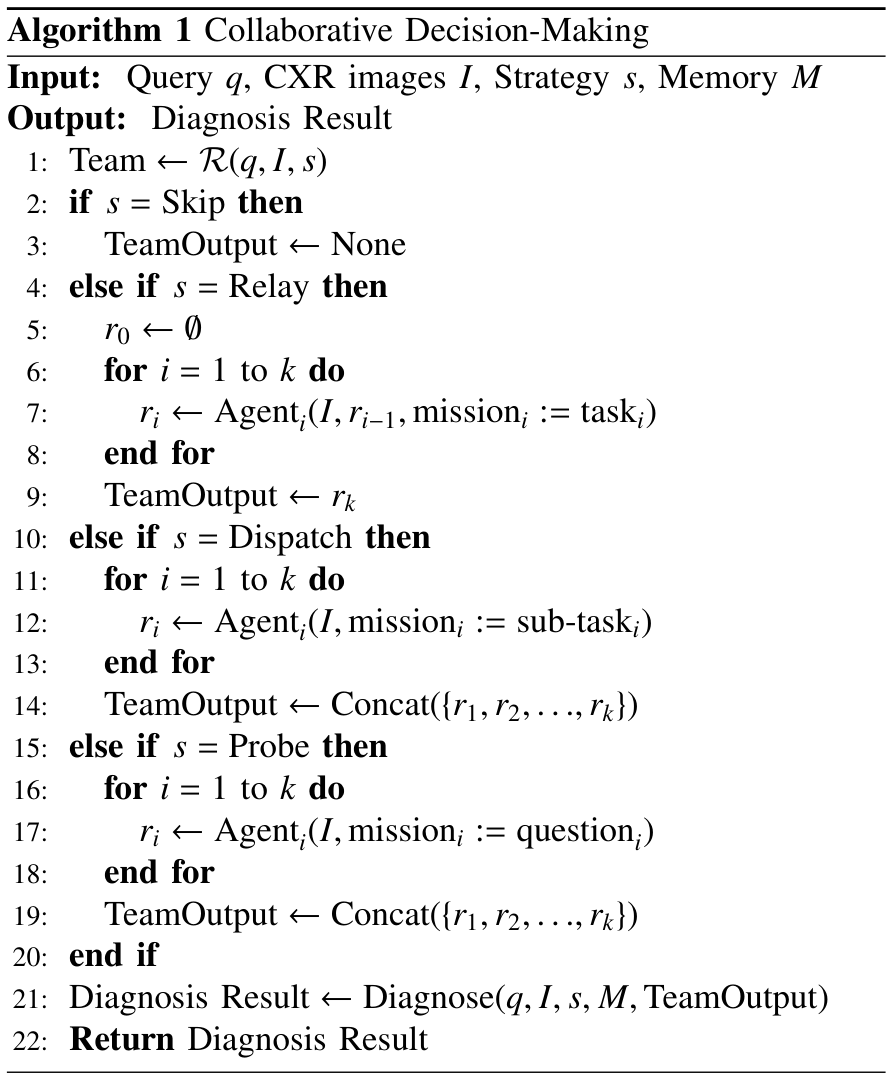 Algorithm 1 Collaborative Decision-Making
Input: Query q, CXR images I, Strategy s, Memory M
Output: Diagnosis Result
1: Team ← ℛ(q, I, s)
2: if s = Skip then
3: TeamOutput ← None
4: else if s = Relay then
5: r₀ ← ∅
6: for i = 1 to k do
7: rᵢ ← Agentᵢ(I, rᵢ₋₁, missionᵢ := taskᵢ)
8: end for
9: TeamOutput ← rₖ
10: else if s = Dispatch then
11: for i = 1 to k do
12: rᵢ ← Agentᵢ(I, missionᵢ := sub-taskᵢ)
13: end for
14: TeamOutput ← Concat({r₁, r₂, . . . , rₖ})
15: else if s = Probe then
16: for i = 1 to k do
17: rᵢ ← Agentᵢ(I, missionᵢ := questionᵢ)
18: end for
19: TeamOutput ← Concat({r₁, r₂, . . . , rₖ})
20: end if
21: Diagnosis Result ← Diagnose(q, I, s, M, TeamOutput)
22: Return Diagnosis Result